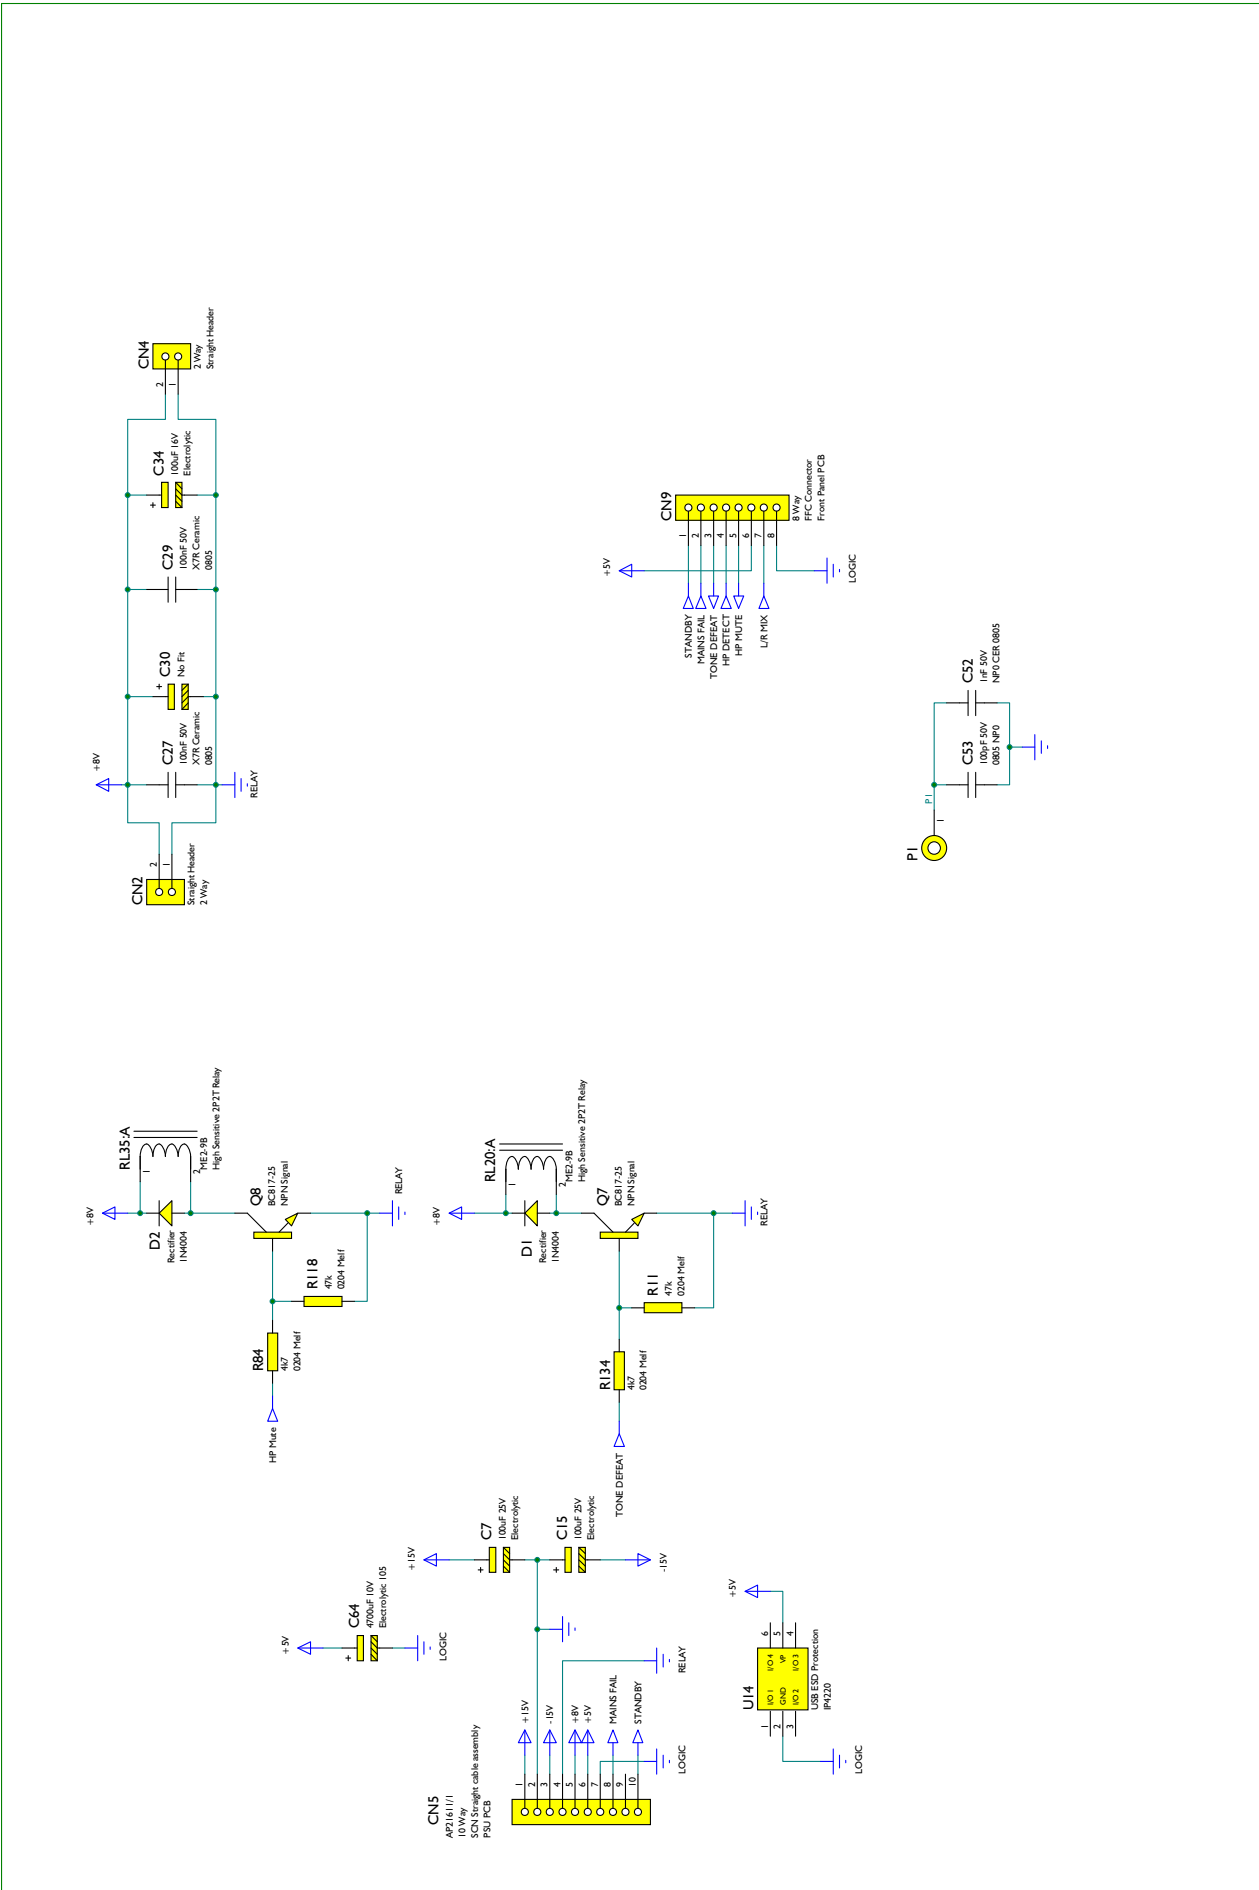 CN4
2 Way
Straight Header
2
1
C34
100uF 16V
Electrolytic
+
C29
100nF 50V
X7R Ceramic
0805
C30
No Fit
+
C27
100nF 50V
X7R Ceramic
0805
+8V
RELAY
2
1
CN2
Straight Header
2 Way
CN9
8 Way
FFC Connector
Front Panel PCB
1
2
3
4
5
6
7
8
+5V
LOGIC
STANDBY
MAINS FAIL
TONE DEFEAT
HP DETECT
HP MUTE
L/R MIX
C52
1nF 50V
NP0 CER 0805
C53
100pF 50V
0805 NP0
P1
1
P1
RL35:A
ME2-9B
High Sensitive 2P2T Relay
1
2
+8V
D2
Rectifier
1N4004
Q8
BC817-25
NPN Signal
RELAY
R118
47k
0204 Melf
R84
4k7
0204 Melf
HP Mute
RL20:A
ME2-9B
High Sensitive 2P2T Relay
1
2
+8V
D1
Rectifier
1N4004
Q7
BC817-25
NPN Signal
RELAY
R11
47k
0204 Melf
R134
4k7
0204 Melf
TONE DEFEAT
+15V
C7
100uF 25V
Electrolytic
+
C15
100uF 25V
Electrolytic
+
-15V
+5V
C64
4700uF 10V
Electrolytic 105
+
LOGIC
RELAY
+15V
-15V
+8V
+5V
MAINS FAIL
STANDBY
LOGIC
1
2
3
4
5
6
7
8
9
10
CN5
AP21611/1
10 Way
SCN Straight cable assembly
PSU PCB
+5V
6
5
4
I/O 4
VP
I/O 3
I/O 1
GND
I/O 2
1
2
3
U14
USB ESD Protection
IP4220
LOGIC